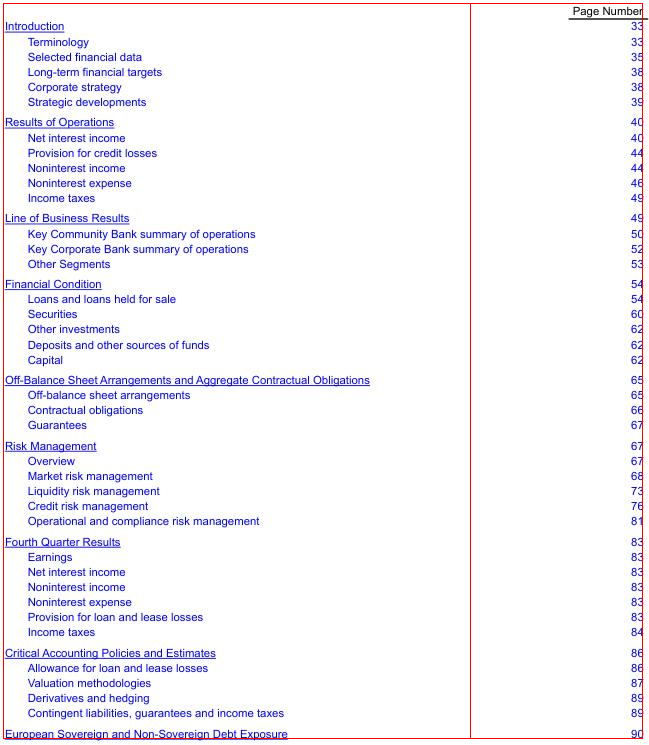 Page Number
Introduction 33
Terminology 33
Selected financial data 35
Long-term financial targets 38
Corporate strategy 38
Strategic developments 39
Results of Operations 40
Net interest income 40
Provision for credit losses 44
Noninterest income 44
Noninterest expense 46
Income taxes 49
Line of Business Results 49
Key Community Bank summary of operations 50
Key Corporate Bank summary of operations 52
Other Segments 53
Financial Condition 54
Loans and loans held for sale 54
Securities 60
Other investments 62
Deposits and other sources of funds 62
Capital 62
Off-Balance Sheet Arrangements and Aggregate Contractual Obligations 65
Off-balance sheet arrangements 65
Contractual obligations 66
Guarantees 67
Risk Management 67
Overview 67
Market risk management 68
Liquidity risk management 73
Credit risk management 76
Operational and compliance risk management 81
Fourth Quarter Results 83
Earnings 83
Net interest income 83
Noninterest income 83
Noninterest expense 83
Provision for loan and lease losses 83
Income taxes 84
Critical Accounting Policies and Estimates 86
Allowance for loan and lease losses 86
Valuation methodologies 87
Derivatives and hedging 89
Contingent liabilities, guarantees and income taxes 89
European Sovereign and Non-Sovereign Debt Exposure 90